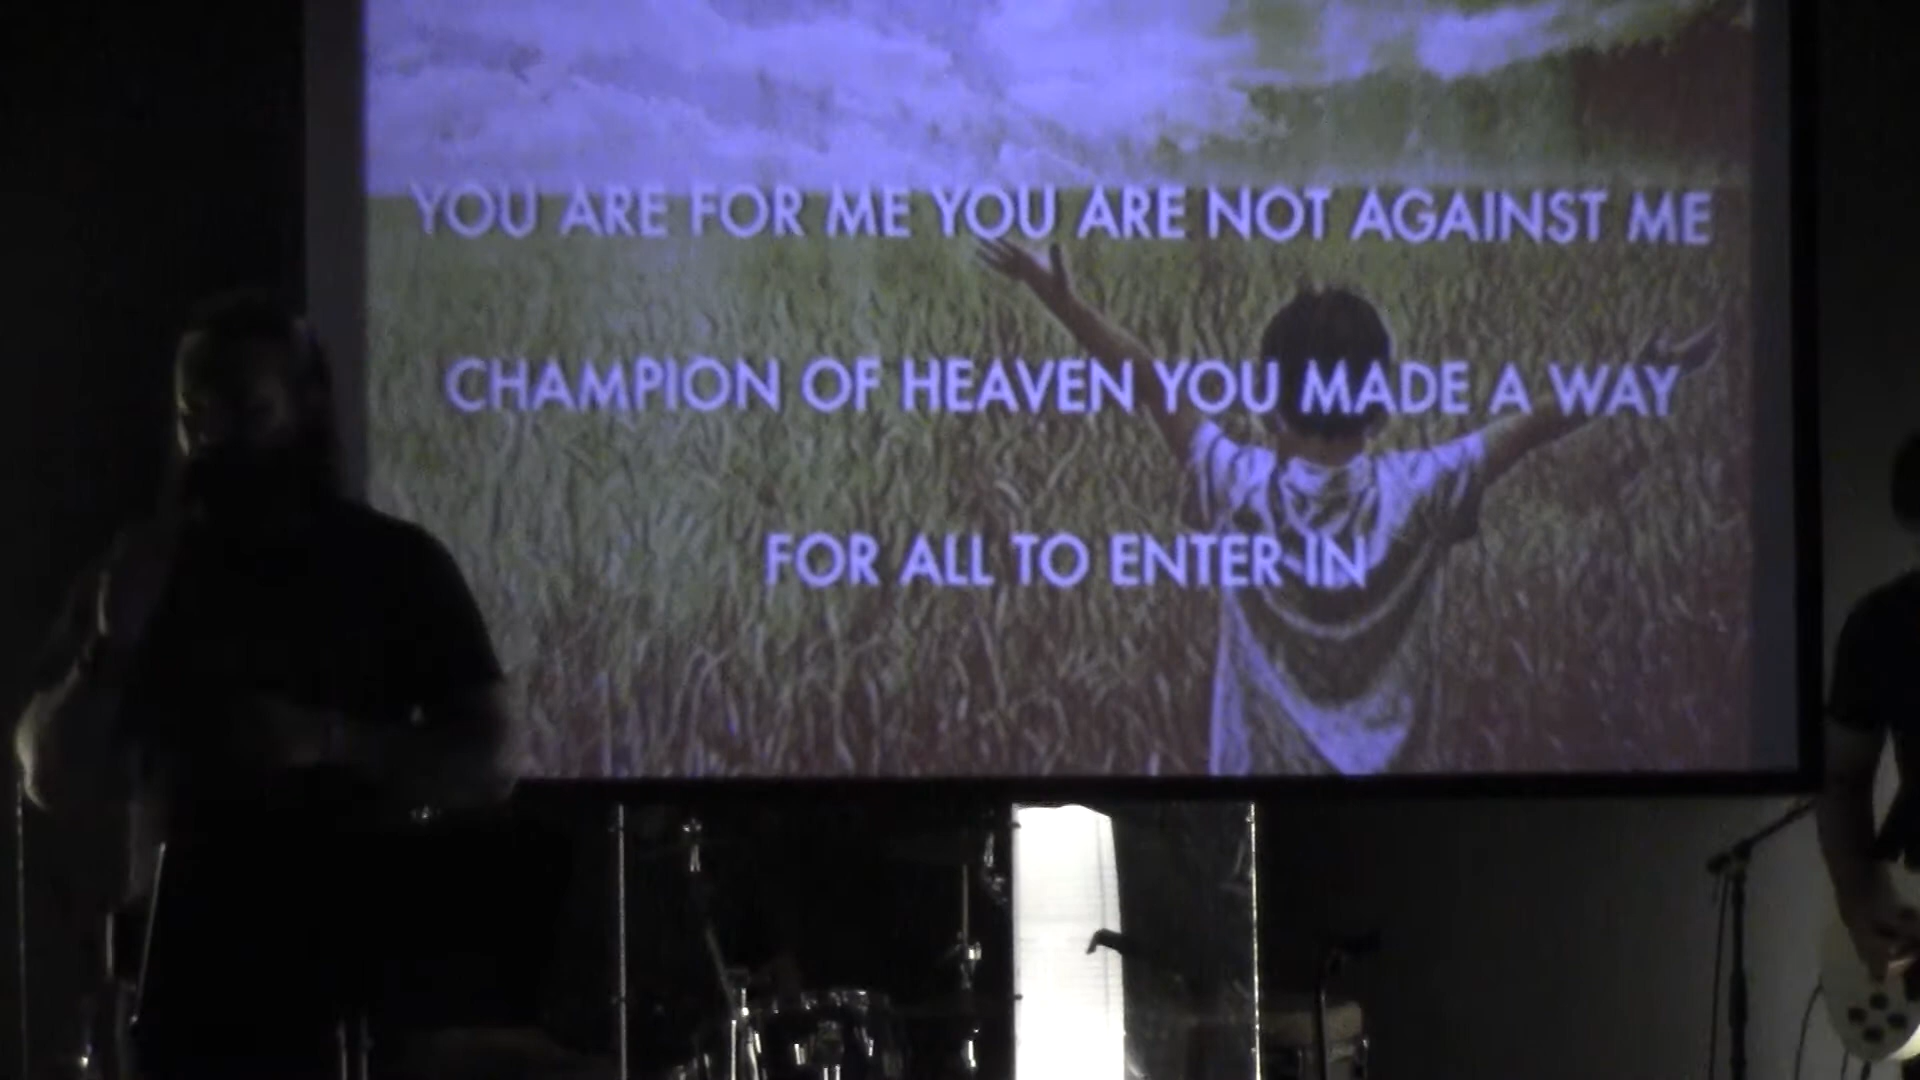 YOU ARE FOR ME YOU ARE NOT AGAINST ME
CHAMPION OF HEAVEN YOU MADE A WAY
FOR ALL TO ENTER IN